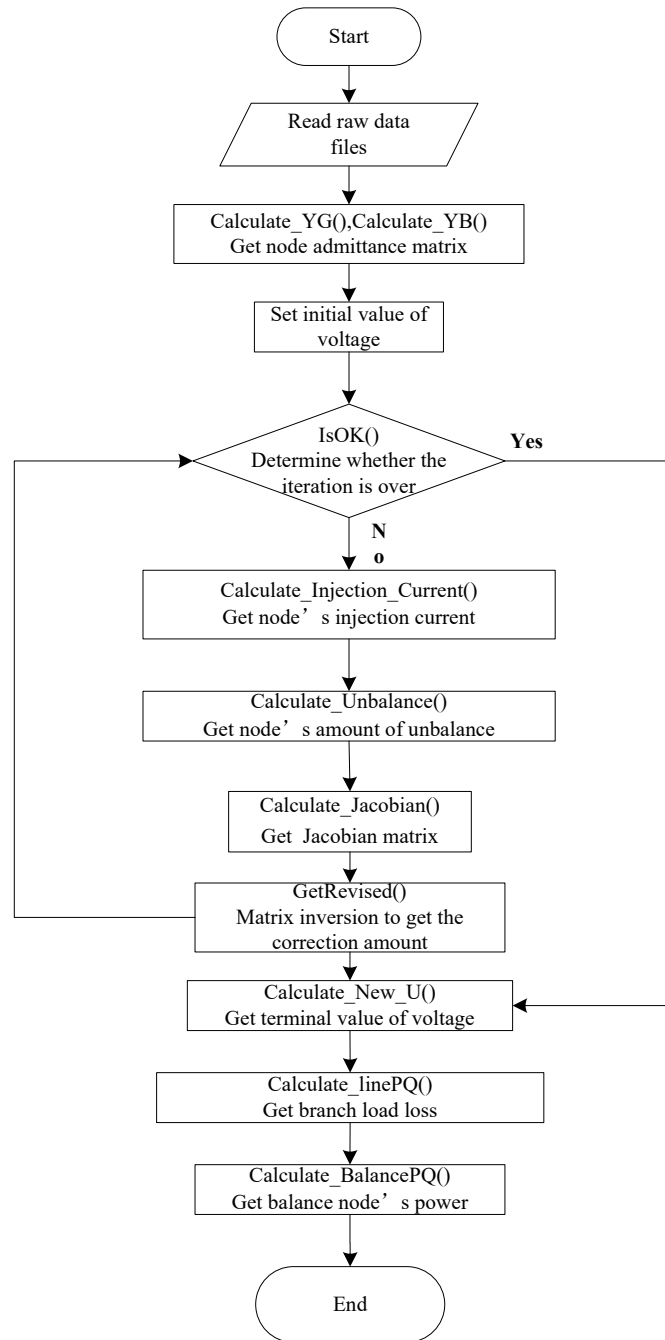 Start
Read raw data
files
Calculate_YG(),Calculate_YB()
Get node admittance matrix
Set initial value of
voltage
IsOK()
Determine whether the
iteration is over
Yes
N
o
Calculate_Injection_Current()
Get node’s injection current
Calculate_Unbalance()
Get node’s amount of unbalance
Calculate_Jacobian()
Get Jacobian matrix
GetRevised()
Matrix inversion to get the
correction amount
Calculate_New_U()
Get terminal value of voltage
Calculate_linePQ()
Get branch load loss
Calculate_BalancePQ()
Get balance node’s power
End